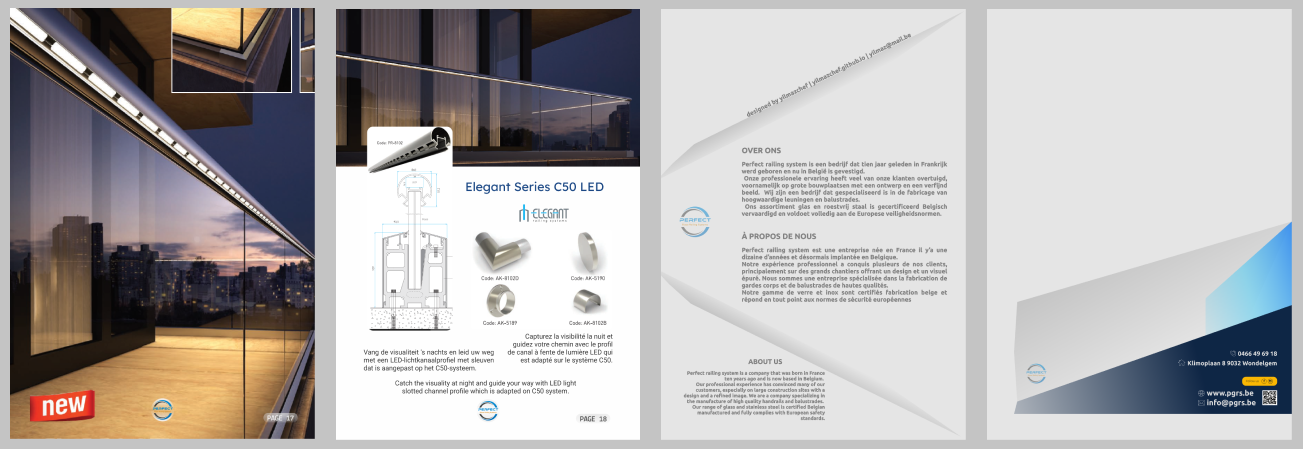 new
PERFECT
PAGE 17
Code: PR-8102
Elegant Series C50 LED
ELEGANT
railing systems
Code: AK-8102D
Code: AK-5190
Code: AK-5189
Code: AK-8102B
Capturez la visibilité la nuit et
guidez votre chemin avec le profil
de canal à fente de lumière LED qui
est adapté sur le système C50.
Vang de visualiteit 's nachts en leid uw weg
met een LED-lichtkanaalprofiel met sleuven
dat is aangepast op het C50-systeem.
Catch the visuality at night and guide your way with LED light
slotted channel profile which is adapted on C50 system.
PERFECT
PAGE 18
designed by yilmazchef | yilmazchef.github.io | yilmaz@mail.be
OVER ONS
Perfect railing system is een bedrijf dat tien jaar geleden in Frankrijk
werd geboren en nu in België is gevestigd.
Onze professionele ervaring heeft veel van onze klanten overtuigd,
voornamelijk op grote bouwplaatsen met een ontwerp en een verfijnd
beeld. Wij zijn een bedrijf dat gespecialiseerd is in de fabricage van
hoogwaardige leuningen en balustrades.
Ons assortiment glas en roestvrij staal is gecertificeerd Belgisch
vervaardigd en voldoet volledig aan de Europese veiligheidsnormen.
PERFECT
À PROPOS DE NOUS
Perfect railing system est une entreprise née en France il y'a une
dizaine d'années et désormais implantée en Belgique.
Notre expérience professionnel a conquis plusieurs de nos clients,
principalement sur des grands chantiers offrant un design et un visuel
épuré. Nous sommes une entreprise spécialisée dans la fabrication de
gardes corps et de balustrades de hautes qualités.
Notre gamme de verre et inox sont certifiés fabrication belge et
répond en tout point aux normes de sécurité européennes
ABOUT US
Perfect railing system is a company that was born in France
ten years ago and is now based in Belgium.
Our professional experience has convinced many of our
customers, especially on large construction sites with a
design and a refined image. We are a company specializing in
the manufacture of high quality handrails and balustrades.
Our range of glass and stainless steel is certified Belgian
manufactured and fully complies with European safety
standards.
0466 49 69 18
Klimoplaan 8 9032 Wondelgem
PERFECT
www.pgrs.be
info@pgrs.be